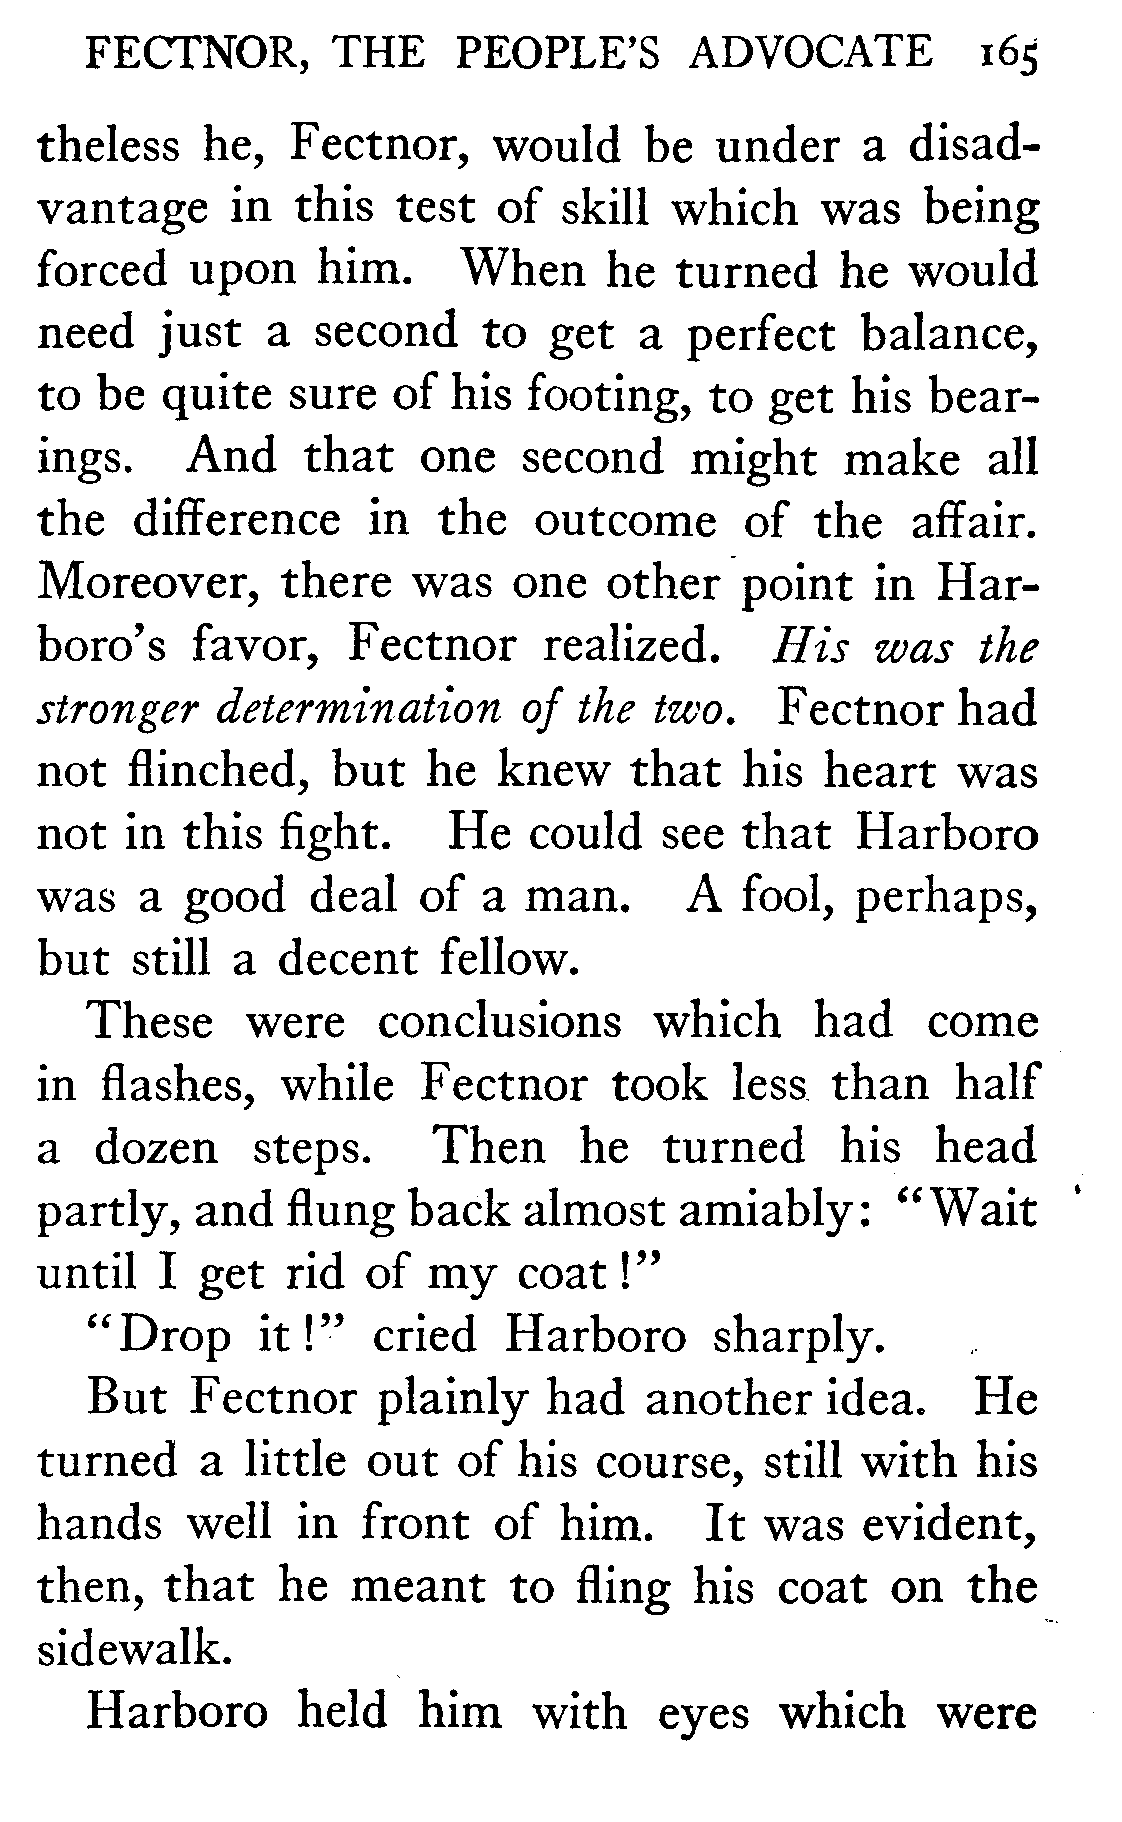 FECTNOR, THE PEOPLE'S ADVOCATE 165
theless he, Fectnor, would be under a disad-
vantage in this test of skill which was being
forced upon him. When he turned he would
need just a second to get a perfect balance,
to be quite sure of his footing, to get his bear-
ings. And that one second might make all
the difference in the outcome of the affair.
Moreover, there was one other point in Har-
boro's favor, Fectnor realized. His was the
stronger determination of the two. Fectnor had
not flinched, but he knew that his heart was
not in this fight. He could see that Harboro
was a good deal of a man. A fool, perhaps,
but still a decent fellow.
These were conclusions which had come
in flashes, while Fectnor took less than half
a dozen steps. Then he turned his head
partly, and flung back almost amiably: "Wait
until I get rid of my coat!"
"Drop it!" cried Harboro sharply.
But Fectnor plainly had another idea. He
turned a little out of his course, still with his
hands well in front of him. It was evident,
then, that he meant to fling his coat on the
sidewalk.
Harboro held him with eyes which were